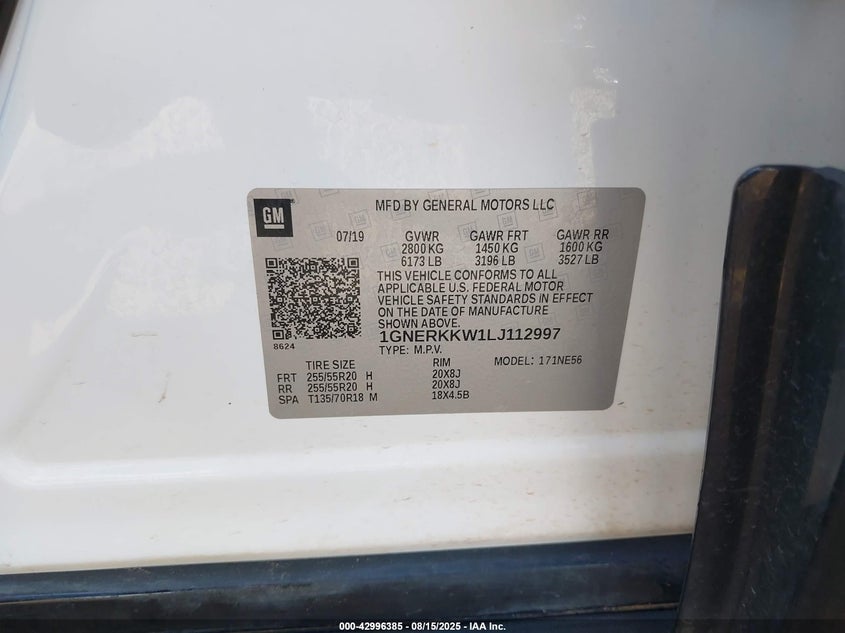 GM
MFD BY GENERAL MOTORS LLC
07/19 GVWR GAWR FRT GAWR RR
2800 KG 1450 KG 1600 KG
6173 LB 3196 LB 3527 LB
THIS VEHICLE CONFORMS TO ALL
APPLICABLE U.S. FEDERAL MOTOR
VEHICLE SAFETY STANDARDS IN EFFECT
ON THE DATE OF MANUFACTURE
SHOWN ABOVE.
8624
1GNERKKW1LJ112997
TYPE: M.P.V. MODEL: 171NE56
TIRE SIZE RIM
FRT 255/55R20 H 20X8J
RR 255/55R20 H 20X8J
SPA T135/70R18 M 18X4.5B
000-42996385 - 08/15/2025 - IAA Inc.